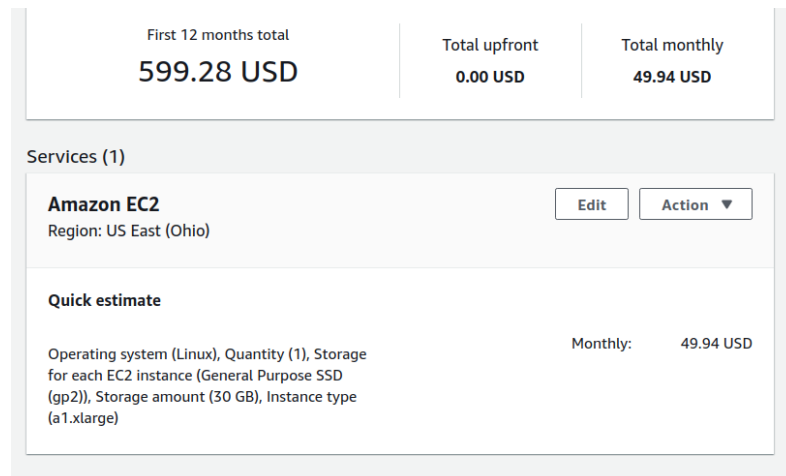 First 12 months total
599.28 USD
Total upfront
0.00 USD
Total monthly
49.94 USD
Services (1)
Amazon EC2
Region: US East (Ohio)
Edit
Action ▼
Quick estimate
Operating system (Linux), Quantity (1), Storage
for each EC2 instance (General Purpose SSD
(gp2)), Storage amount (30 GB), Instance type
(a1.xlarge)
Monthly: 49.94 USD